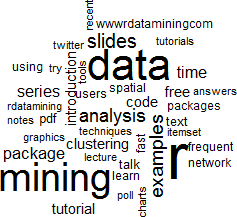 recent
wwwrdataminingcom
twitter
slides
tutorials
using
try
tools
data
time
introduction
series
users
spatial
free
answers
rdatamining
code
packages
notes
pdf
analysis
text
graphics
techniques
fast
examples
itemset
clustering
r
frequent
package
lecture
talk
network
mining
learn
poll
charts
tutorial